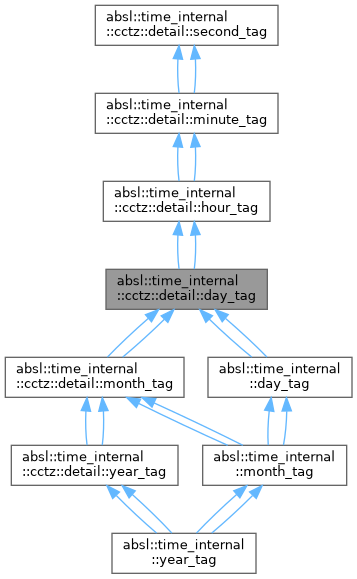 absl::time_internal
::cctz::detail::second_tag
absl::time_internal
::cctz::detail::minute_tag
absl::time_internal
::cctz::detail::hour_tag
absl::time_internal
::cctz::detail::day_tag
absl::time_internal
::cctz::detail::month_tag
absl::time_internal
::day_tag
absl::time_internal
::cctz::detail::year_tag
absl::time_internal
::month_tag
absl::time_internal
::year_tag